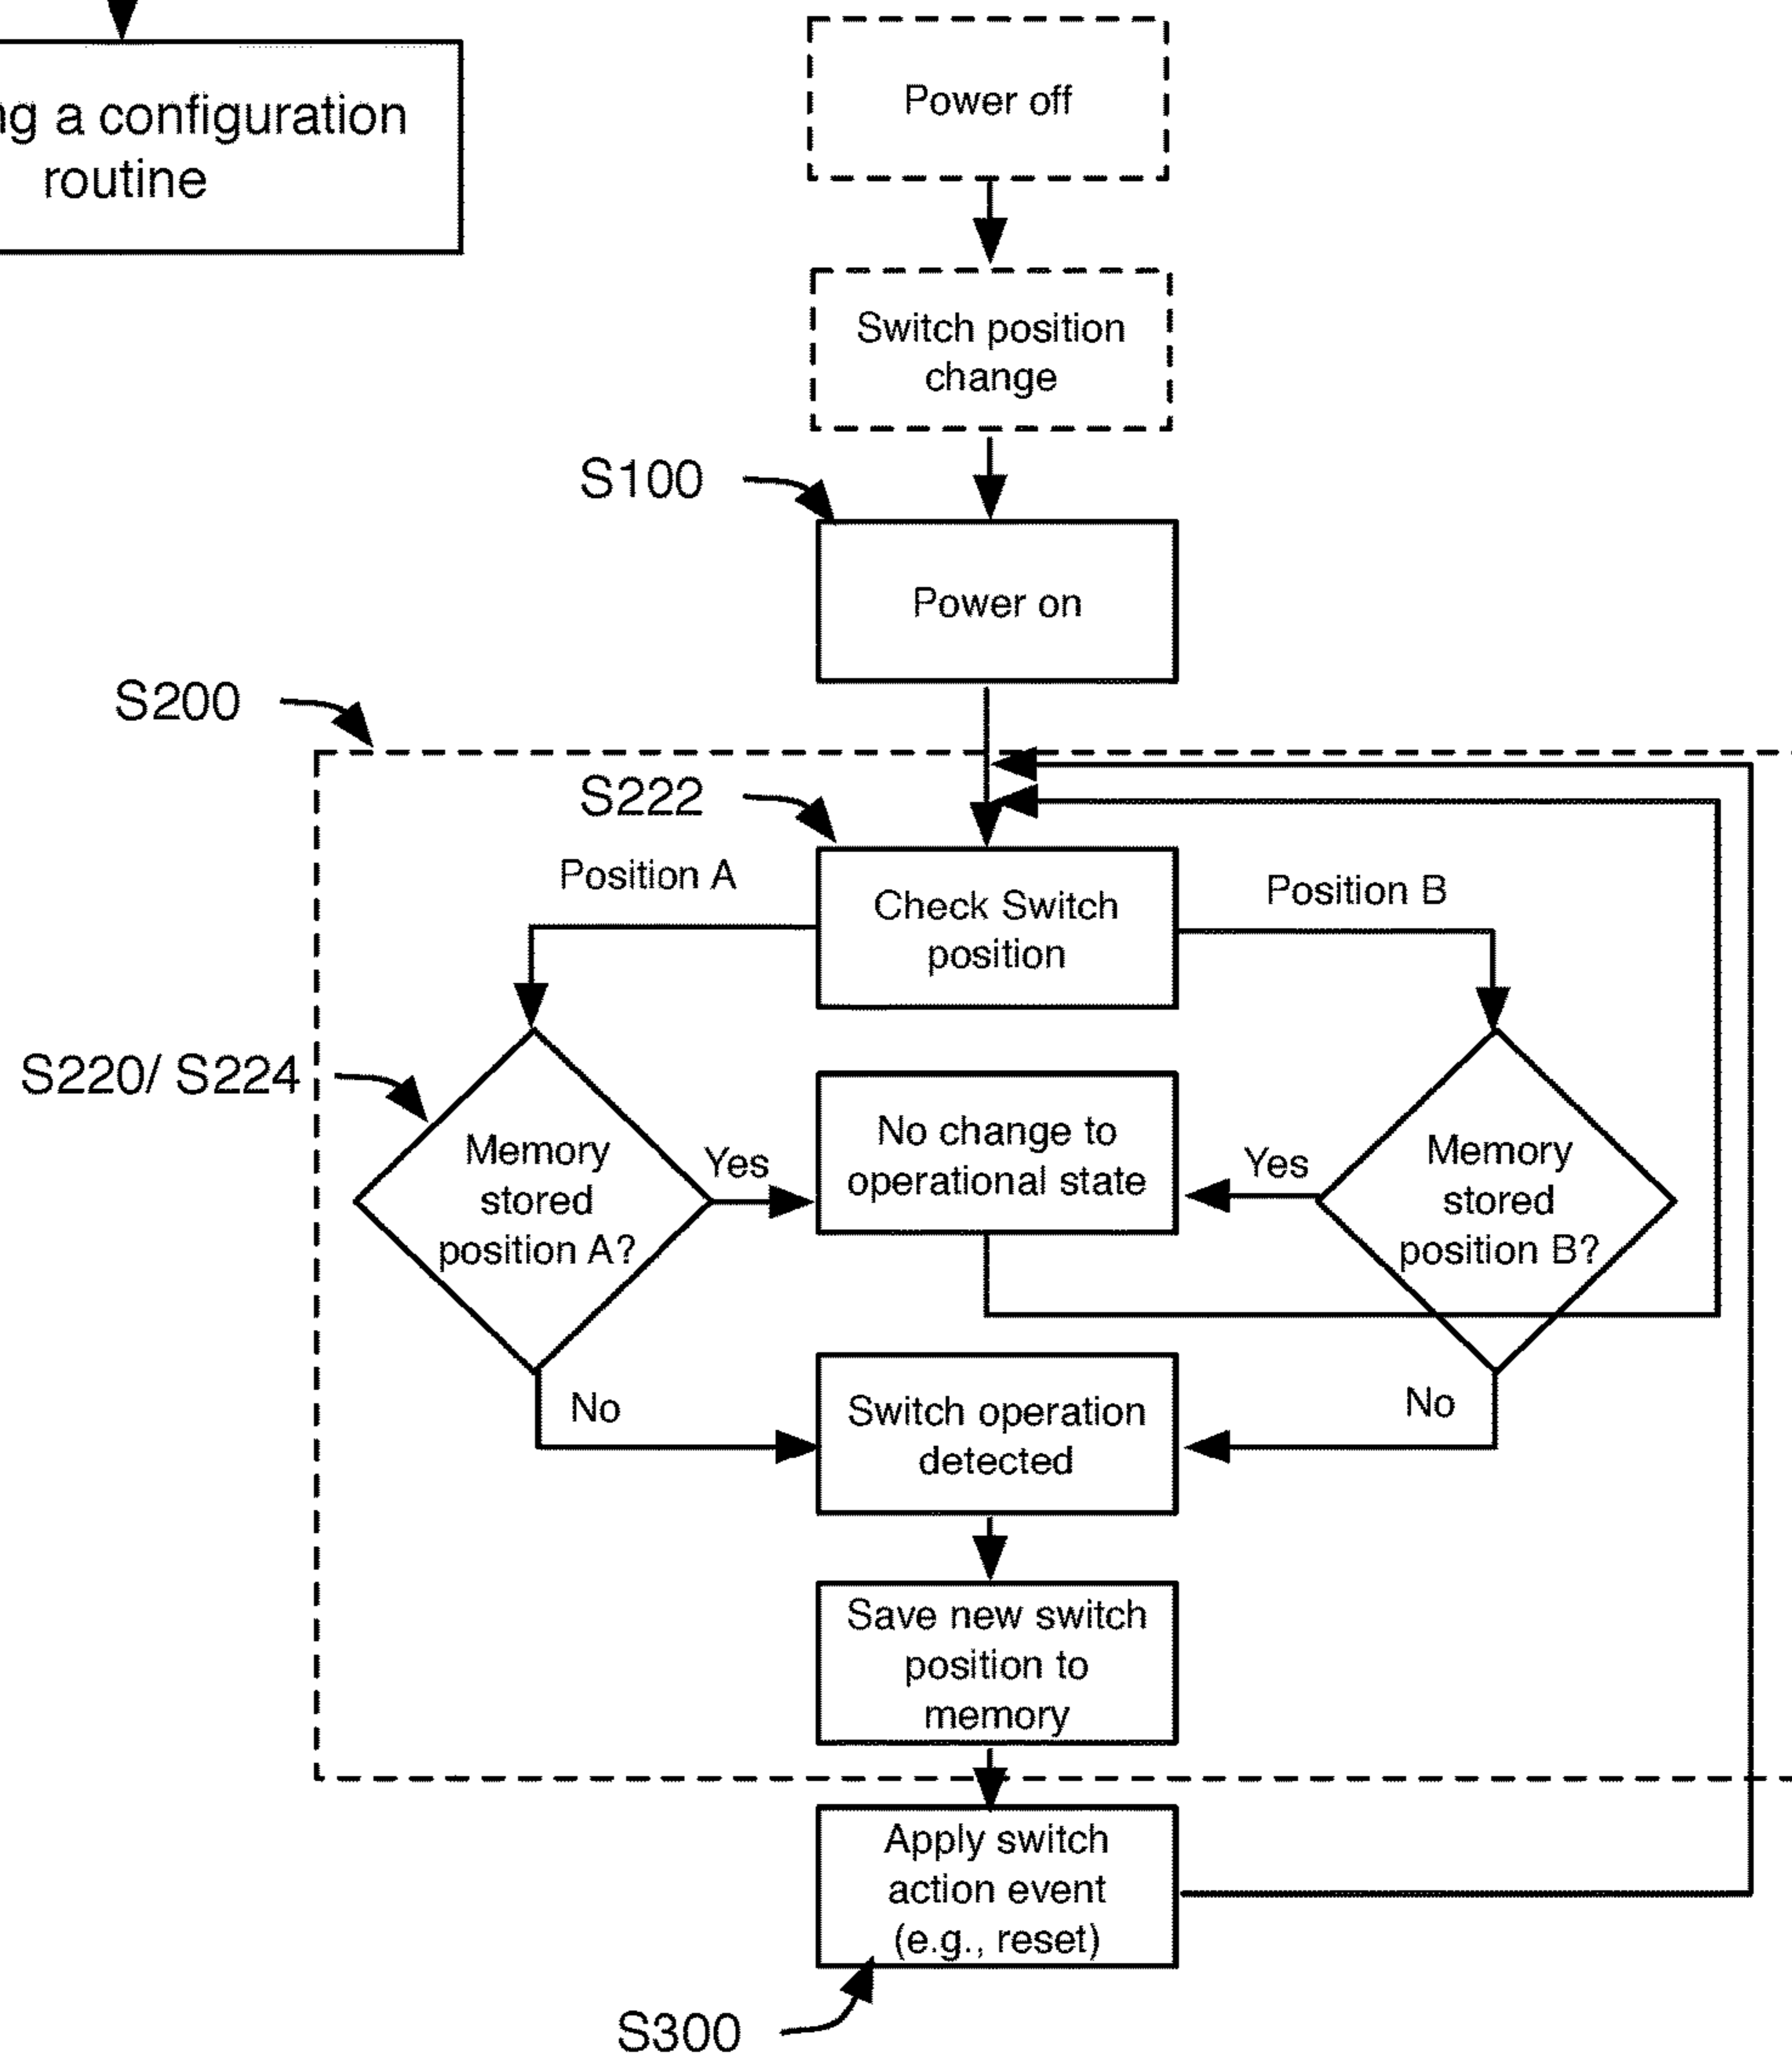 ng a configuration
routine
Power off
Switch position
change
S100
Power on
S200
S222
Position A
Position B
Check Switch
position
S220/ S224
Memory
stored
position A?
Yes
No change to
operational state
Yes
Memory
stored
position B?
No
Switch operation
detected
No
Save new switch
position to
memory
Apply switch
action event
(e.g., reset)
S300